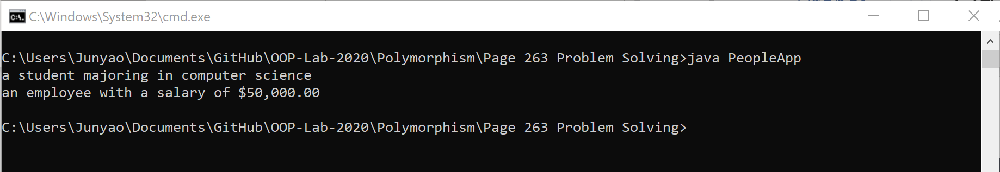 C:\Windows\System32\cmd.exe
C:\Users\Junyao\Documents\GitHub\OOP-Lab-2020\Polymorphism\Page 263 Problem Solving>java PeopleApp
a student majoring in computer science
an employee with a salary of $50,000.00
C:\Users\Junyao\Documents\GitHub\OOP-Lab-2020\Polymorphism\Page 263 Problem Solving>